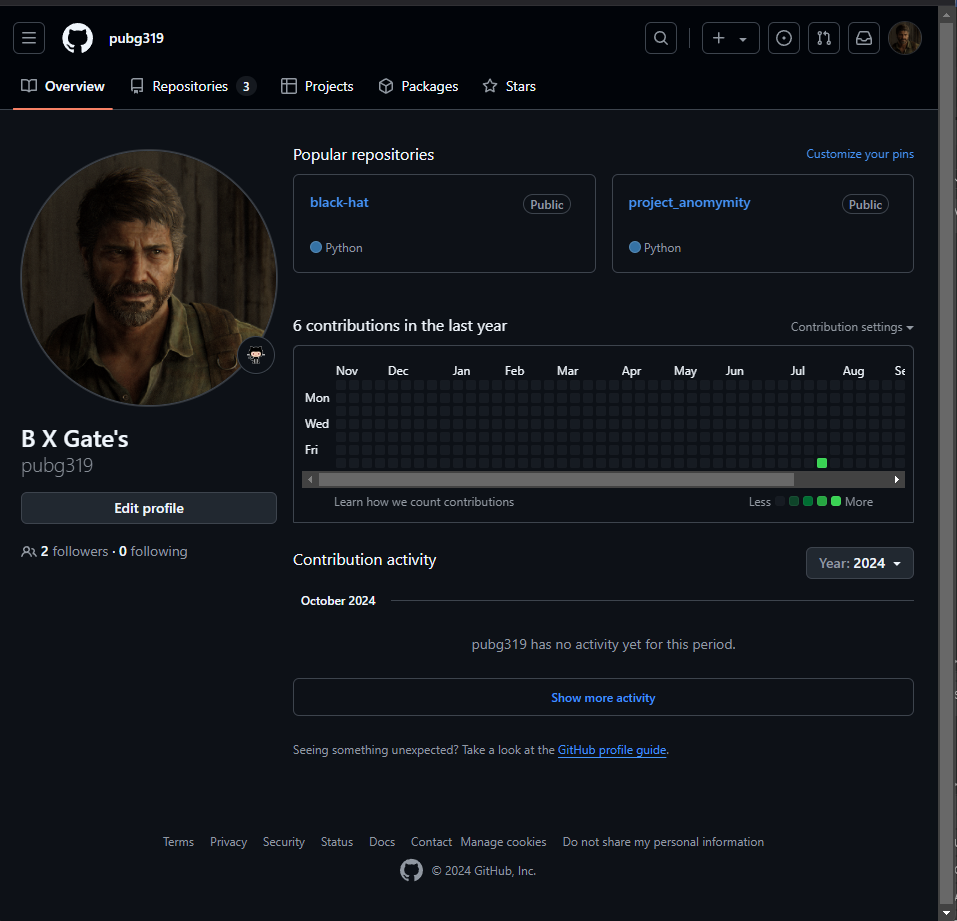 pubg319
Overview Repositories 3 Projects Packages Stars
Popular repositories Customize your pins
black-hat Public
Python
project_anomymity Public
Python
6 contributions in the last year Contribution settings
Nov Dec Jan Feb Mar Apr May Jun Jul Aug Se
Mon
Wed
Fri
Learn how we count contributions Less More
B X Gate's
pubg319
Edit profile
2 followers · 0 following
Contribution activity Year: 2024
October 2024
pubg319 has no activity yet for this period.
Show more activity
Seeing something unexpected? Take a look at the GitHub profile guide.
Terms Privacy Security Status Docs Contact Manage cookies Do not share my personal information
© 2024 GitHub, Inc.